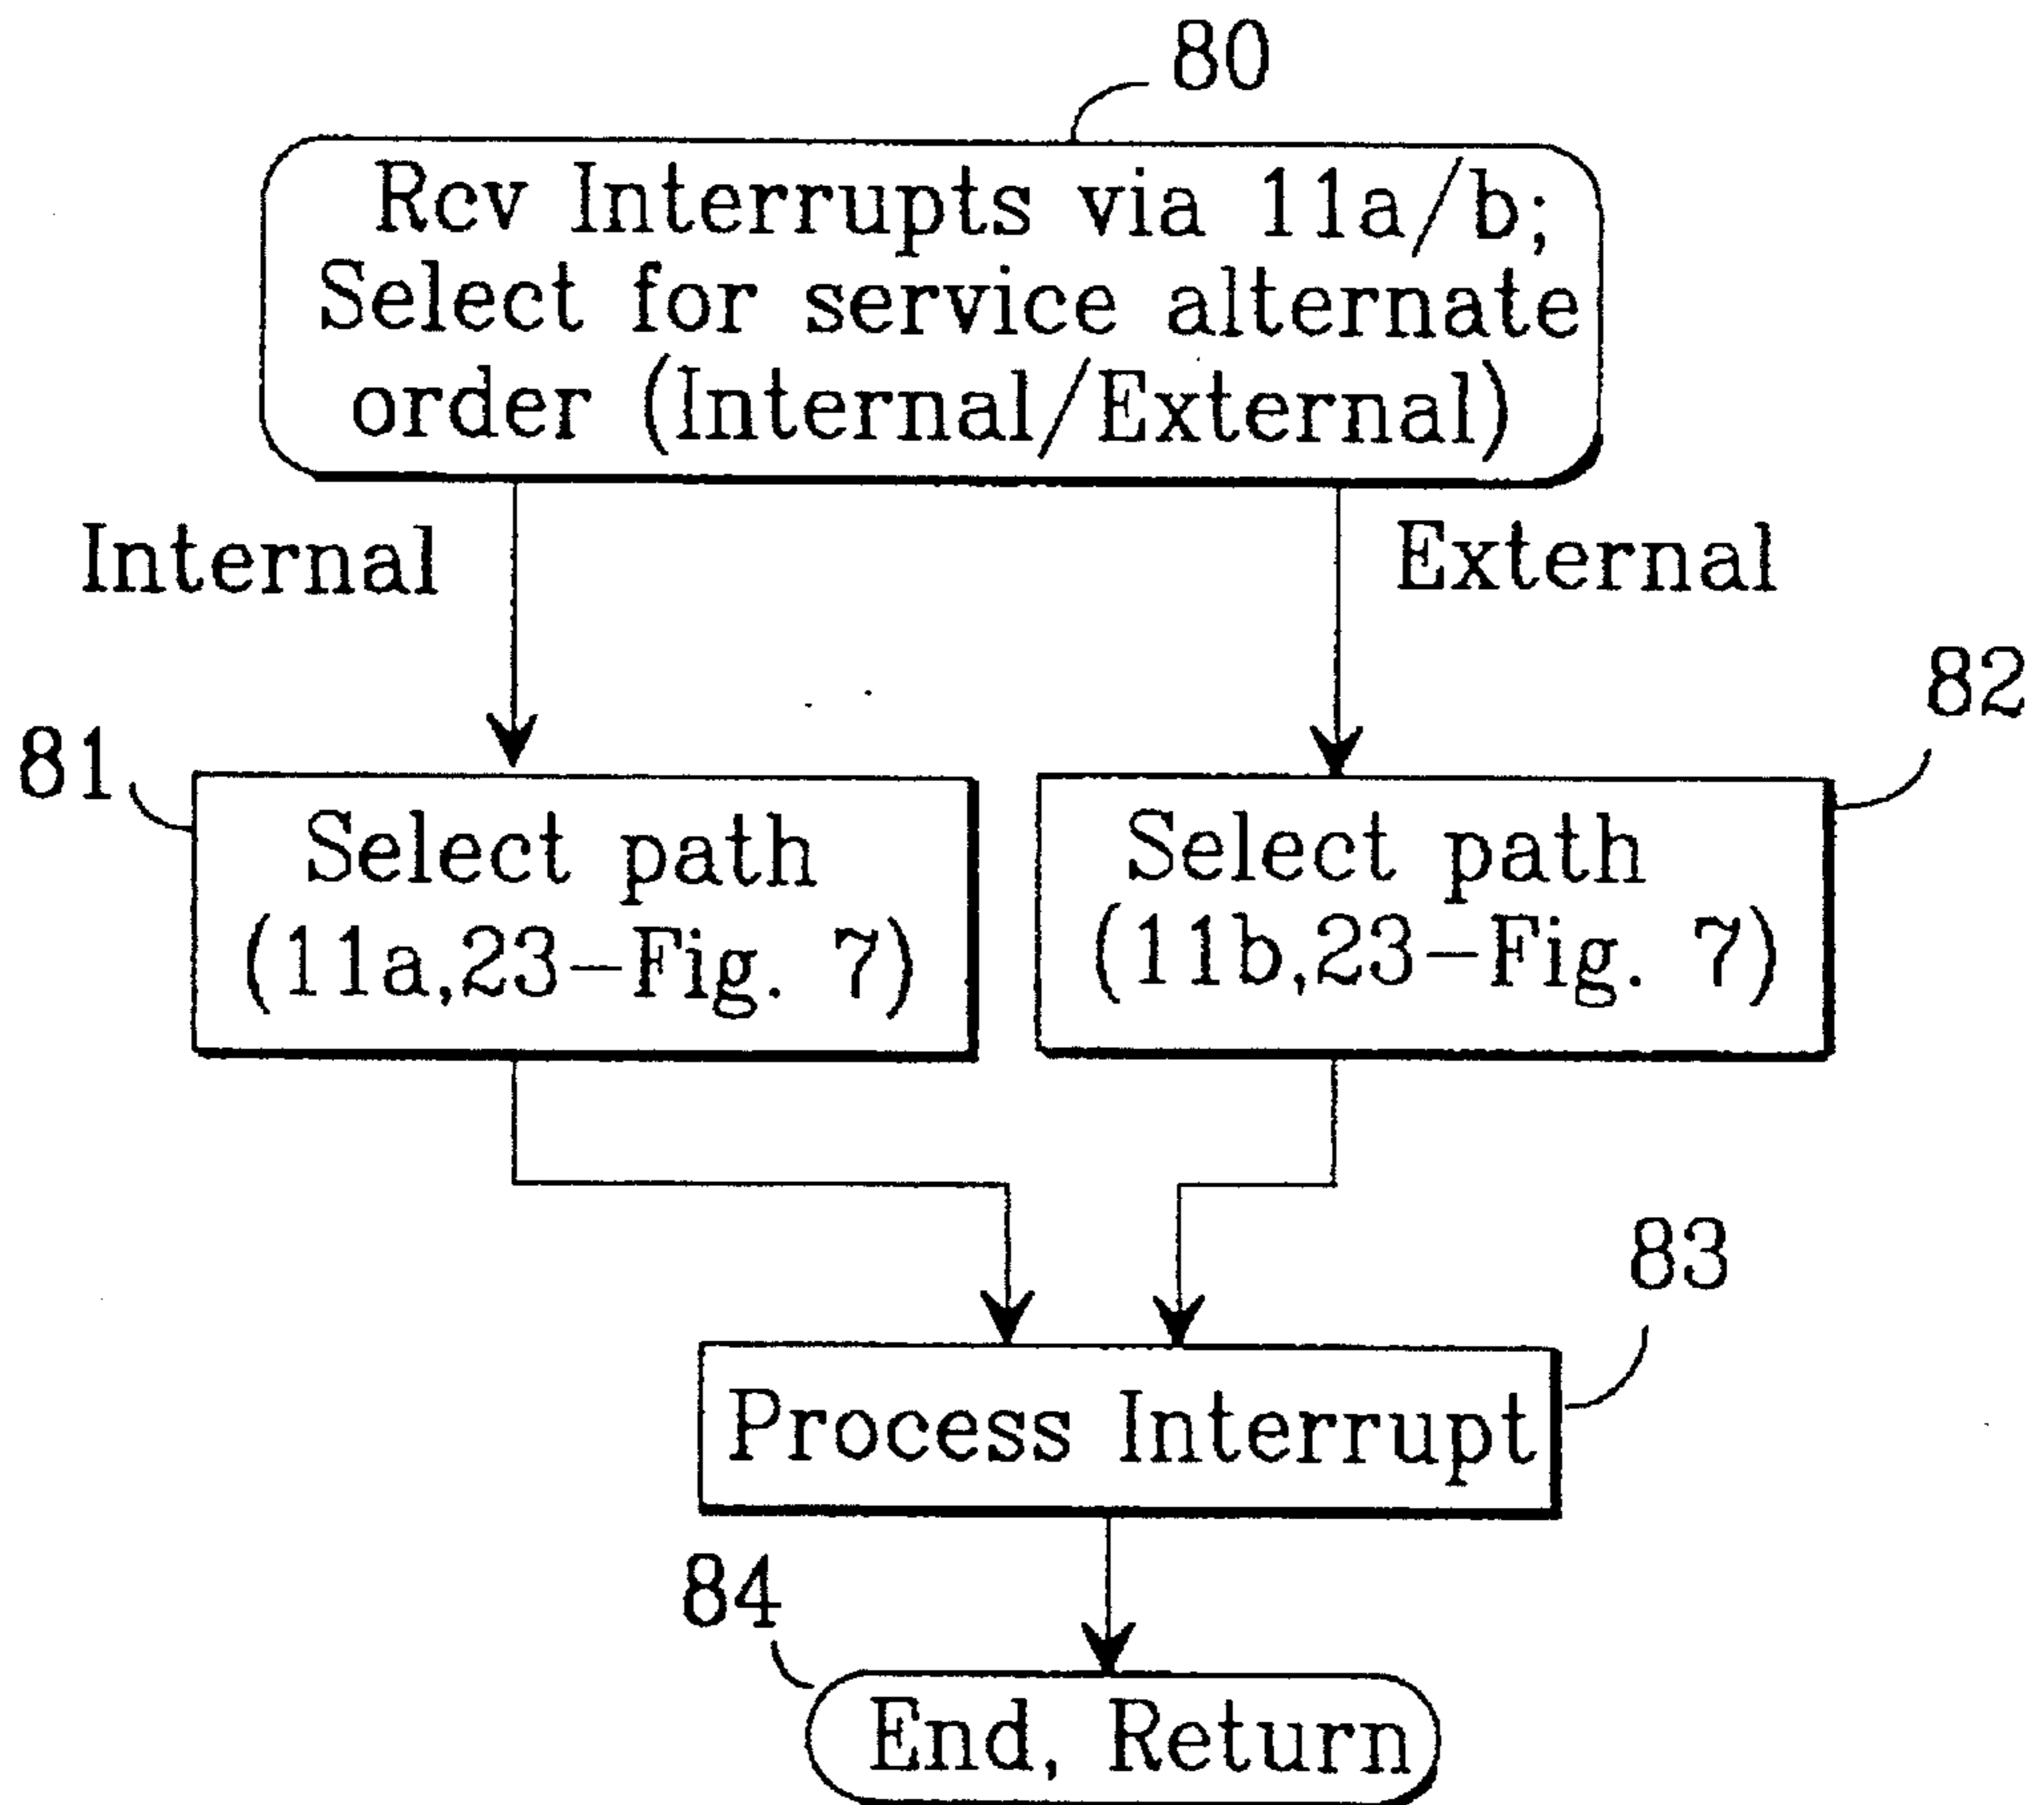 80
Rcv Interrupts via 11a/b;
Select for service alternate
order (Internal/External)
Internal
External
81
82
Select path
(11a,23-Fig. 7)
Select path
(11b,23-Fig. 7)
83
Process Interrupt
84
End, Return